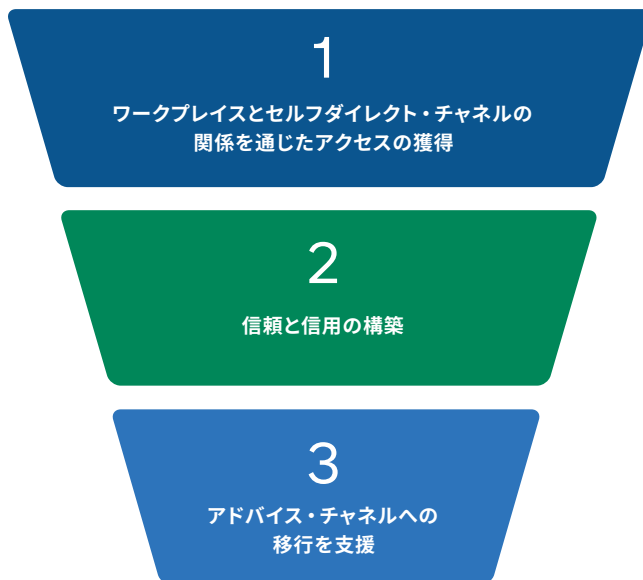 1
ワークプレイスとセルフダイレクト・チャネルの
関係を通じたアクセスの獲得
2
信頼と信用の構築
3
アドバイス・チャネルへの
移行を支援